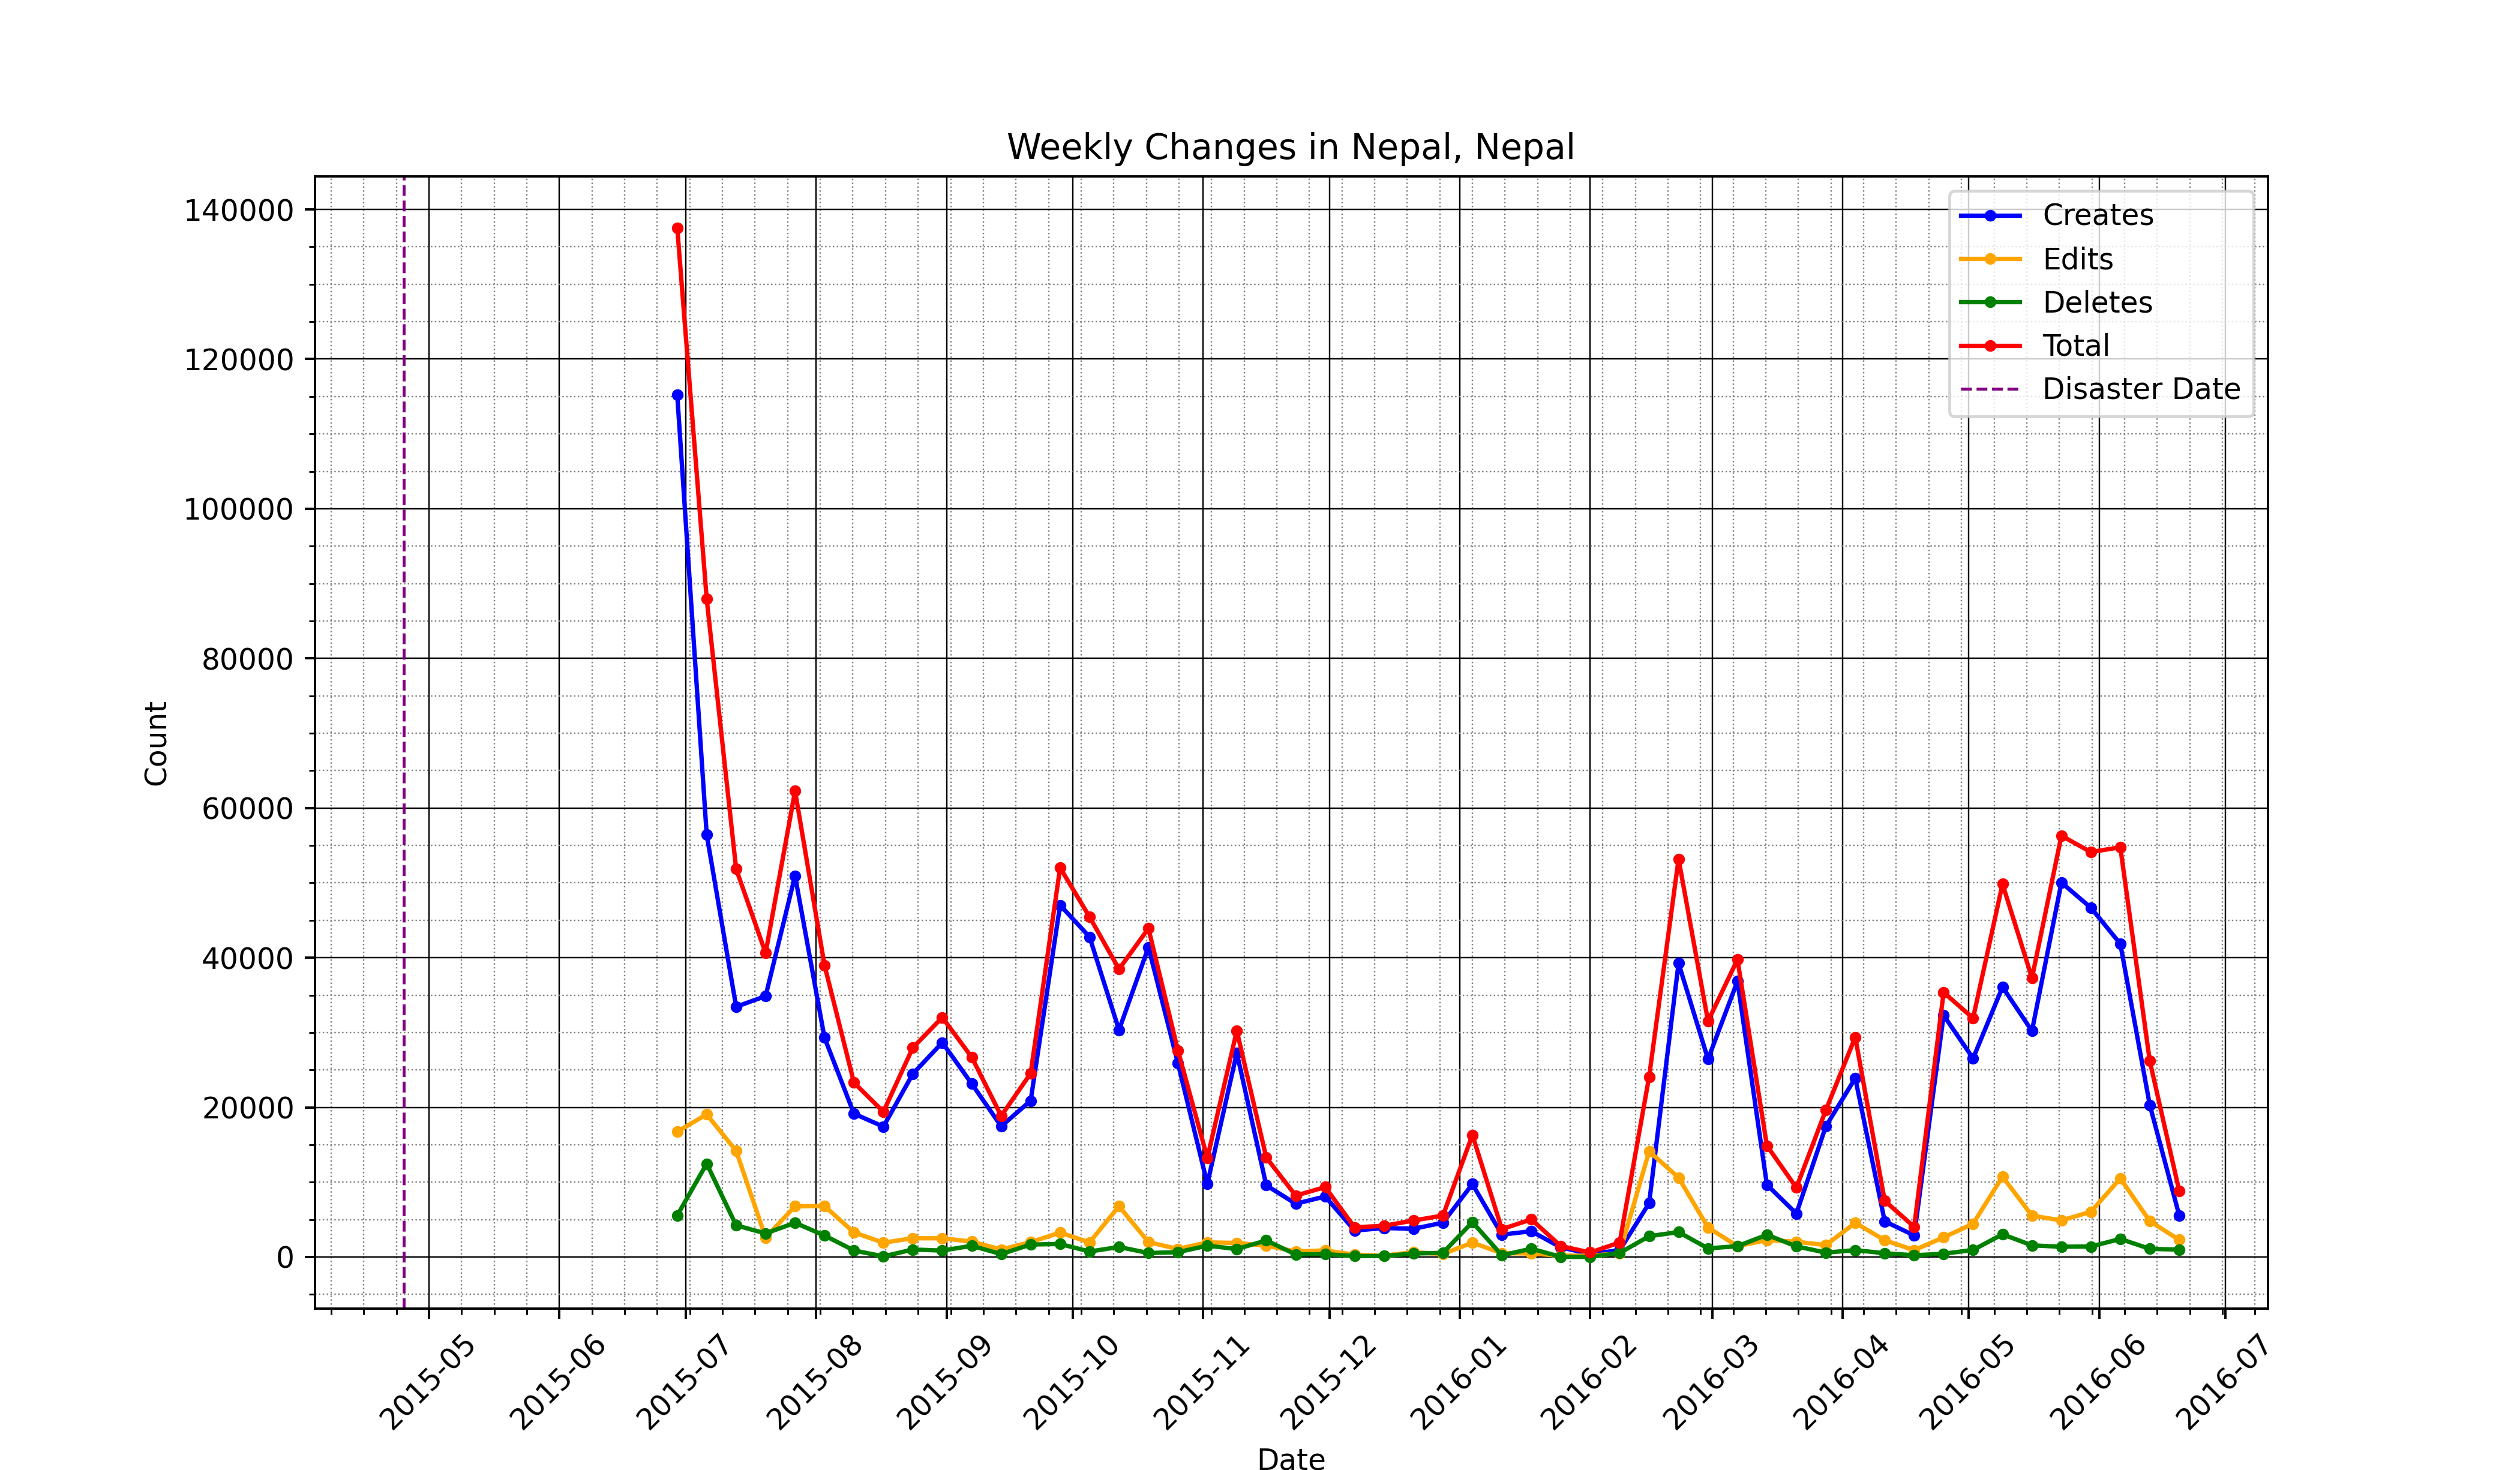 Weekly Changes in Nepal, Nepal
Creates
Edits
Deletes
Total
Disaster Date
Count
140000
120000
100000
80000
60000
40000
20000
0
2015-05
2015-06
2015-07
2015-08
2015-09
2015-10
2015-11
2015-12
2016-01
2016-02
2016-03
2016-04
2016-05
2016-06
2016-07
Date